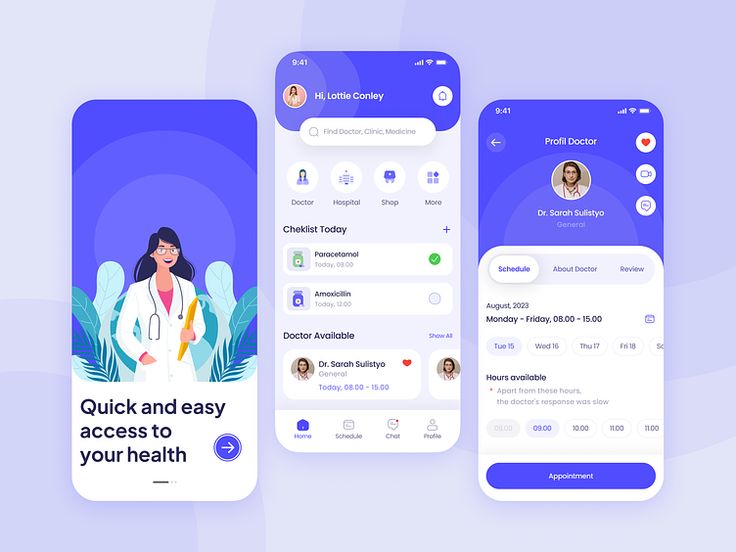 Quick and easy
access to
your health
9:41
Hi, Lottie Conley
Find Doctor, Clinic, Medicine
Doctor
Hospital
Shop
More
Cheklist Today
Paracetamol
Today, 08.00
Amoxicillin
Today, 12.00
Doctor Available
Show All
Dr. Sarah Sulistyo
General
Today, 08.00 - 15.00
Home
Schedule
Chat
Profile
9:41
Profil Doctor
Dr. Sarah Sulistyo
General
Schedule
About Doctor
Review
August, 2023
Monday - Friday, 08.00 - 15.00
Tue 15
Wed 16
Thu 17
Fri 18
Hours available
* Apart from these hours,
the doctor's response was slow
08.00
09.00
10.00
11.00
11.00
Appointment